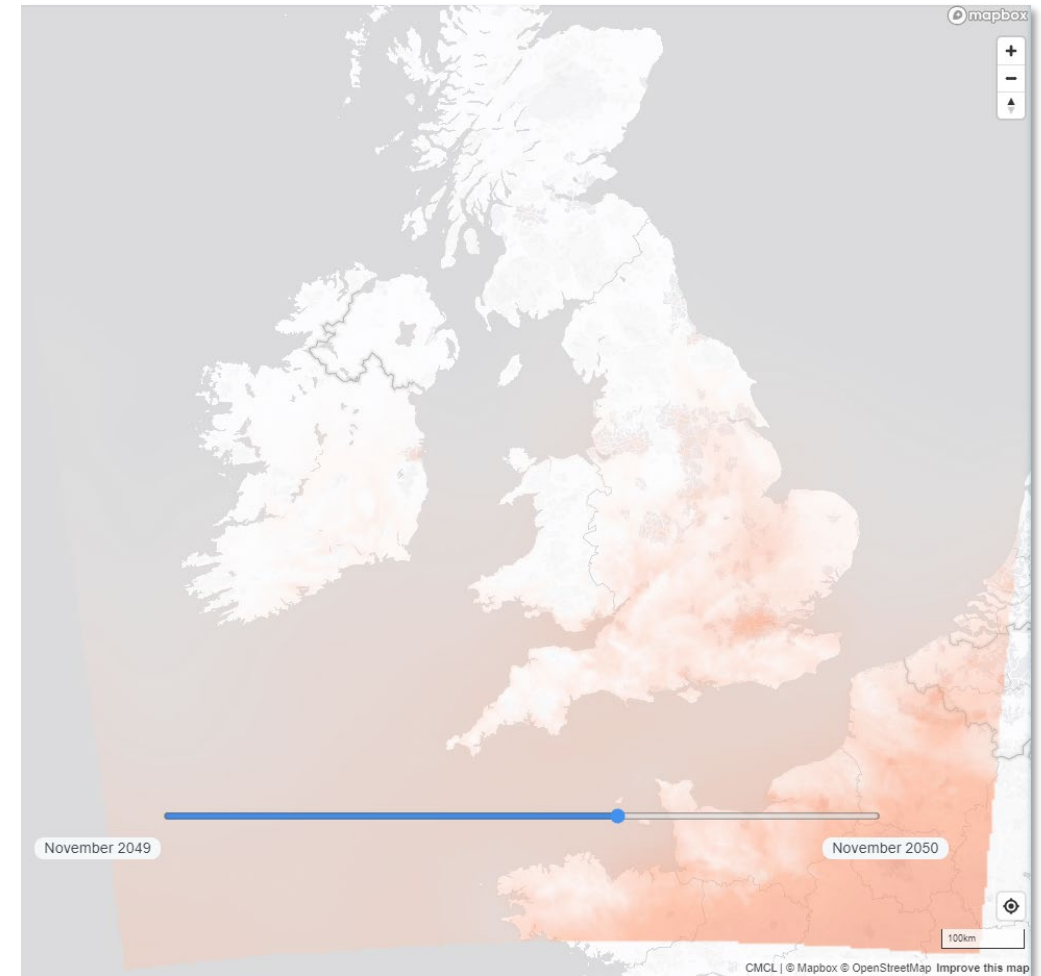 mapbox
+
−
November 2049
November 2050
100km
CMCL | © Mapbox © OpenStreetMap Improve this map